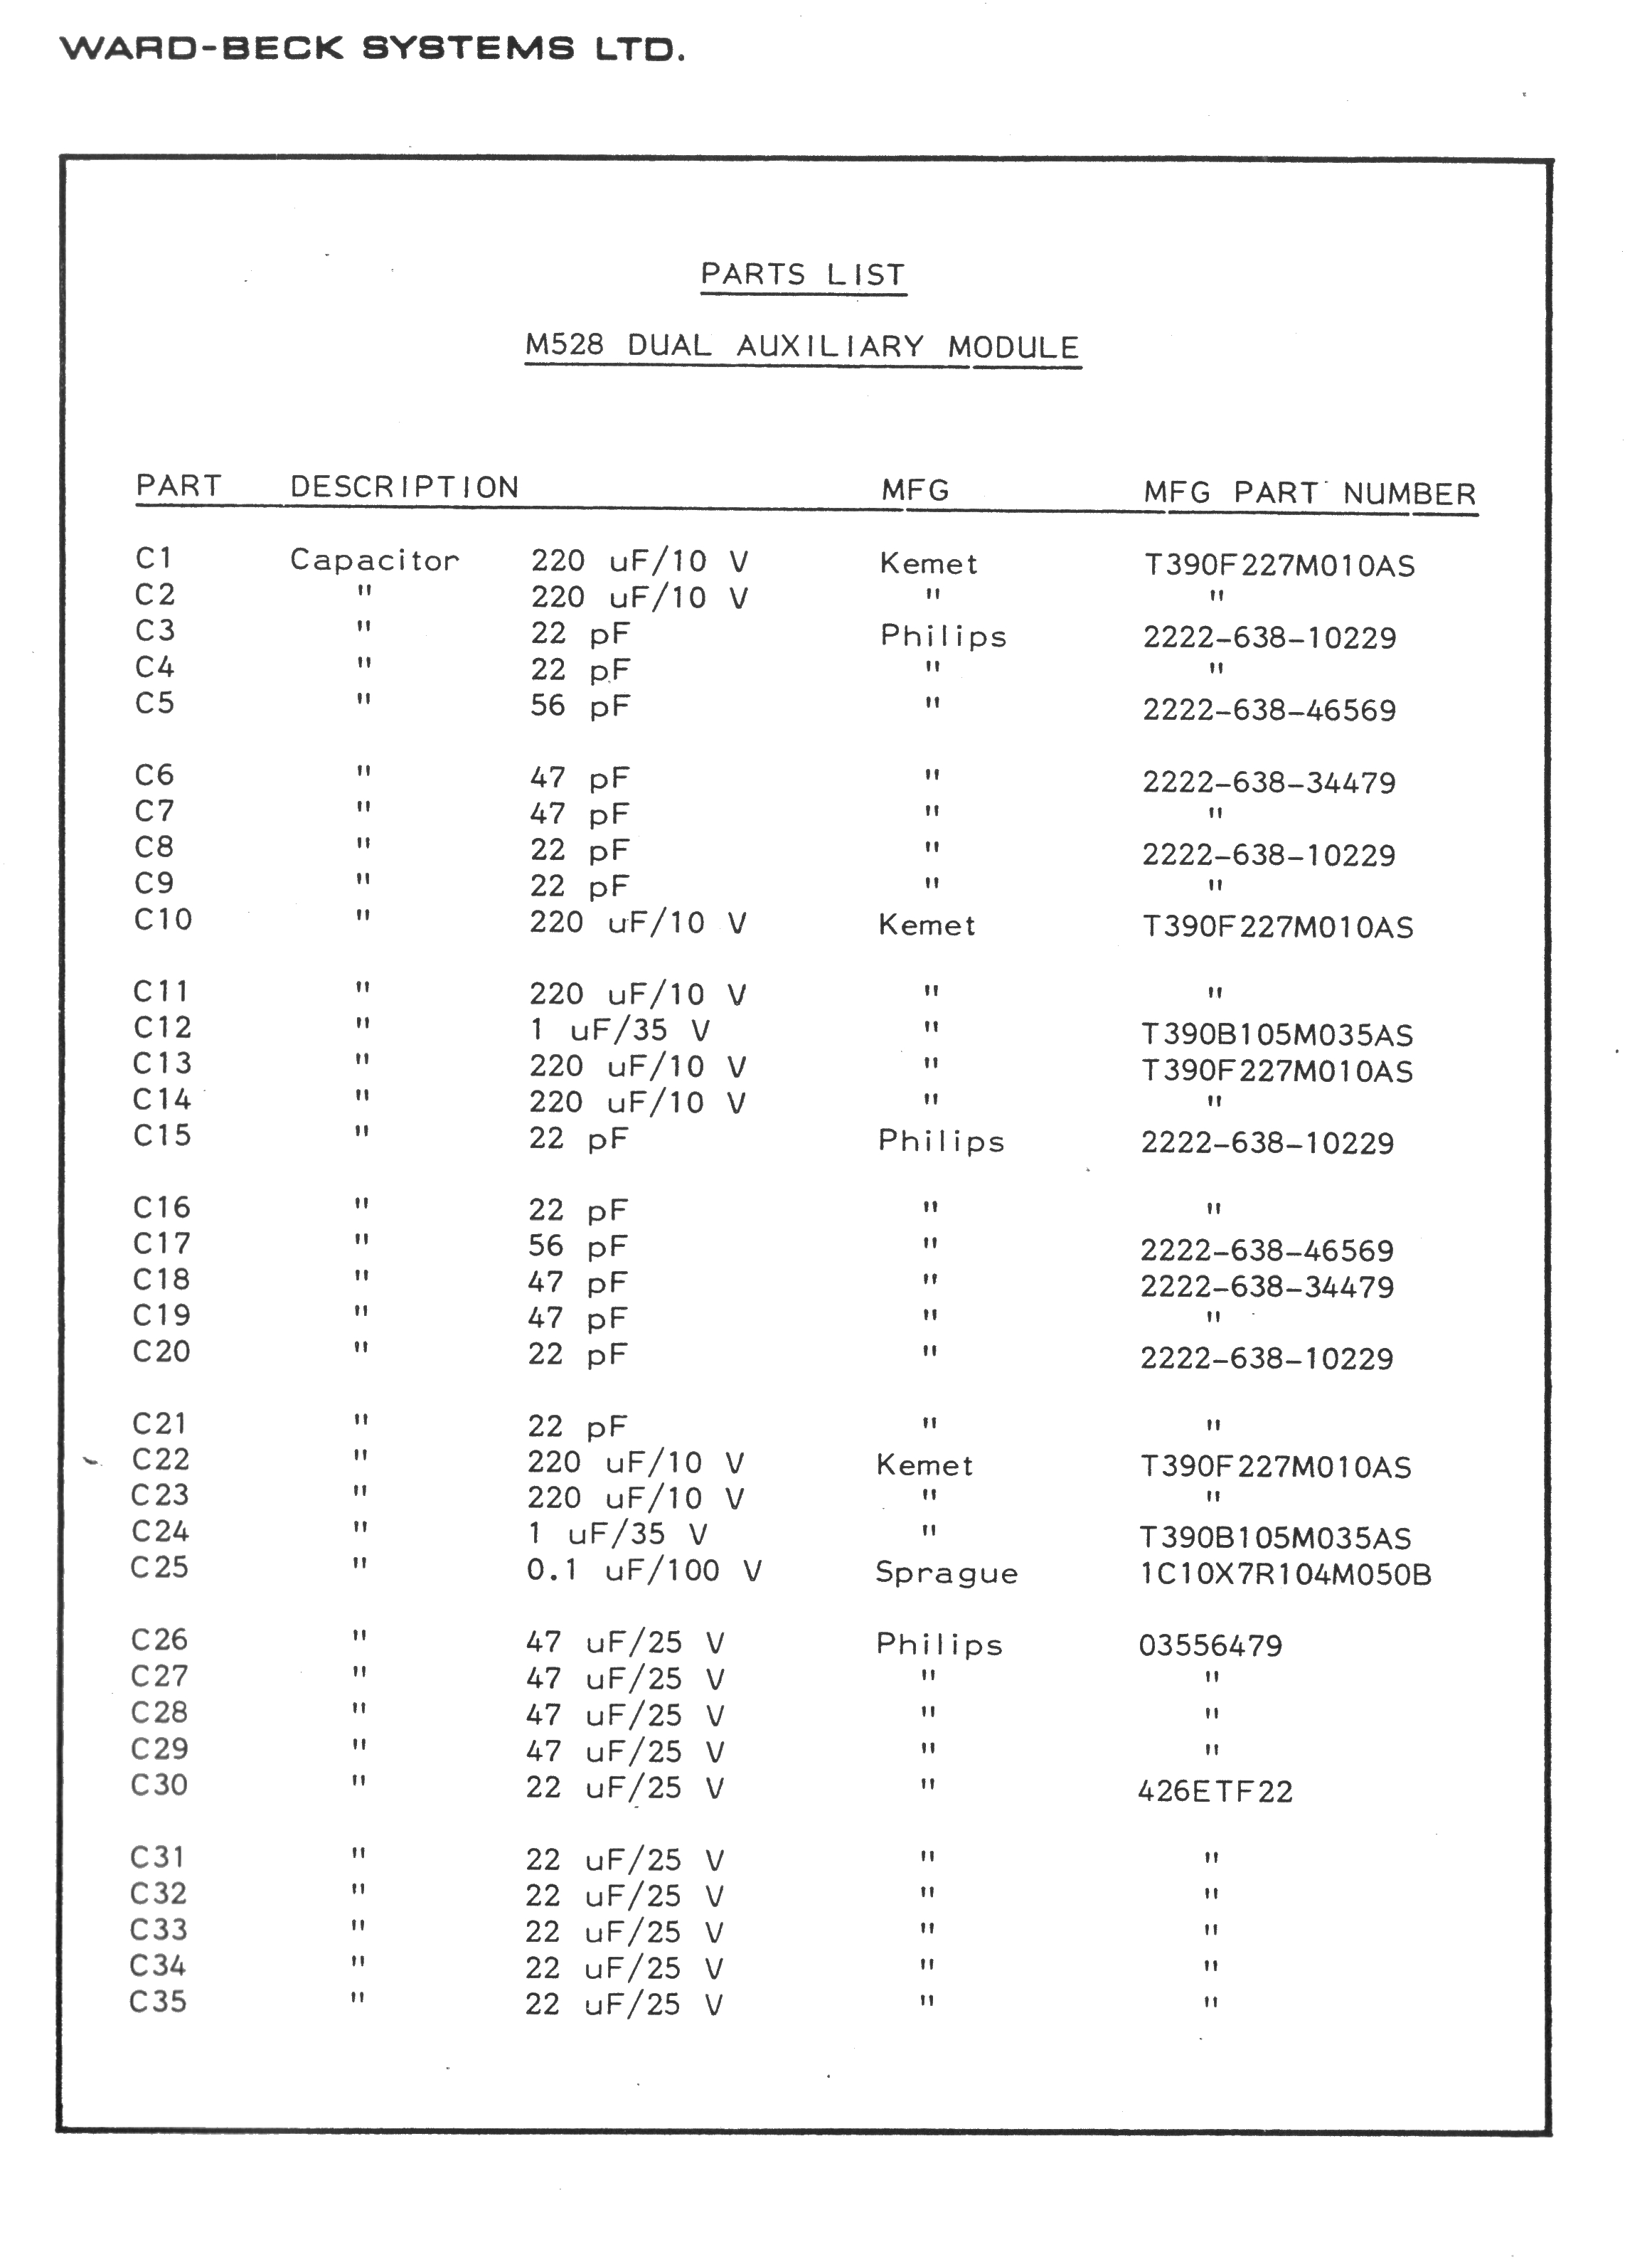 WARD-BECK SYSTEMS LTD.
PARTS LIST
M528 DUAL AUXILIARY MODULE
PART DESCRIPTION MFG MFG PART NUMBER
C1 Capacitor 220 uF/10 V Kemet T390F227M010AS
C2 " 220 uF/10 V " "
C3 " 22 pF Philips 2222-638-10229
C4 " 22 pF " "
C5 " 56 pF " 2222-638-46569
C6 " 47 pF " 2222-638-34479
C7 " 47 pF " "
C8 " 22 pF " 2222-638-10229
C9 " 22 pF " "
C10 " 220 uF/10 V Kemet T390F227M010AS
C11 " 220 uF/10 V " "
C12 " 1 uF/35 V " T390B105M035AS
C13 " 220 uF/10 V " T390F227M010AS
C14 " 220 uF/10 V " "
C15 " 22 pF Philips 2222-638-10229
C16 " 22 pF " "
C17 " 56 pF " 2222-638-46569
C18 " 47 pF " 2222-638-34479
C19 " 47 pF " "
C20 " 22 pF " 2222-638-10229
C21 " 22 pF " "
C22 " 220 uF/10 V Kemet T390F227M010AS
C23 " 220 uF/10 V " "
C24 " 1 uF/35 V " T390B105M035AS
C25 " 0.1 uF/100 V Sprague 1C10X7R104M050B
C26 " 47 uF/25 V Philips 03556479
C27 " 47 uF/25 V " "
C28 " 47 uF/25 V " "
C29 " 47 uF/25 V " "
C30 " 22 uF/25 V " 426ETF22
C31 " 22 uF/25 V " "
C32 " 22 uF/25 V " "
C33 " 22 uF/25 V " "
C34 " 22 uF/25 V " "
C35 " 22 uF/25 V " "